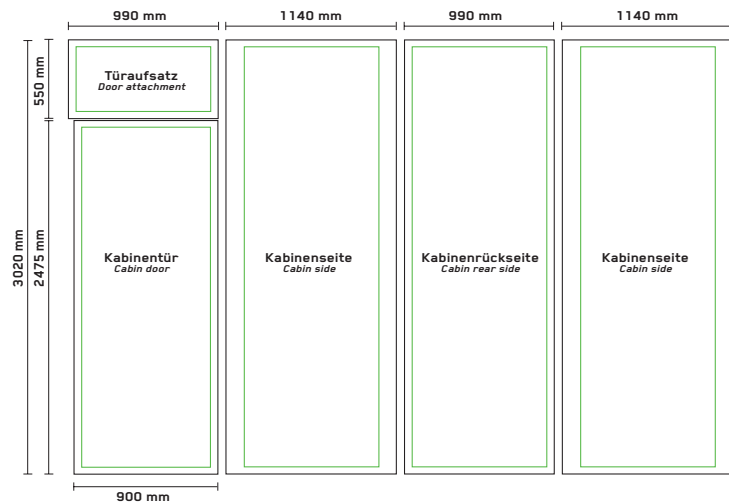 990 mm
1140 mm
990 mm
1140 mm
550 mm
Türaufsatz
Door attachment
3020 mm
2475 mm
Kabinentür
Cabin door
Kabinenseite
Cabin side
Kabinenrückseite
Cabin rear side
Kabinenseite
Cabin side
900 mm